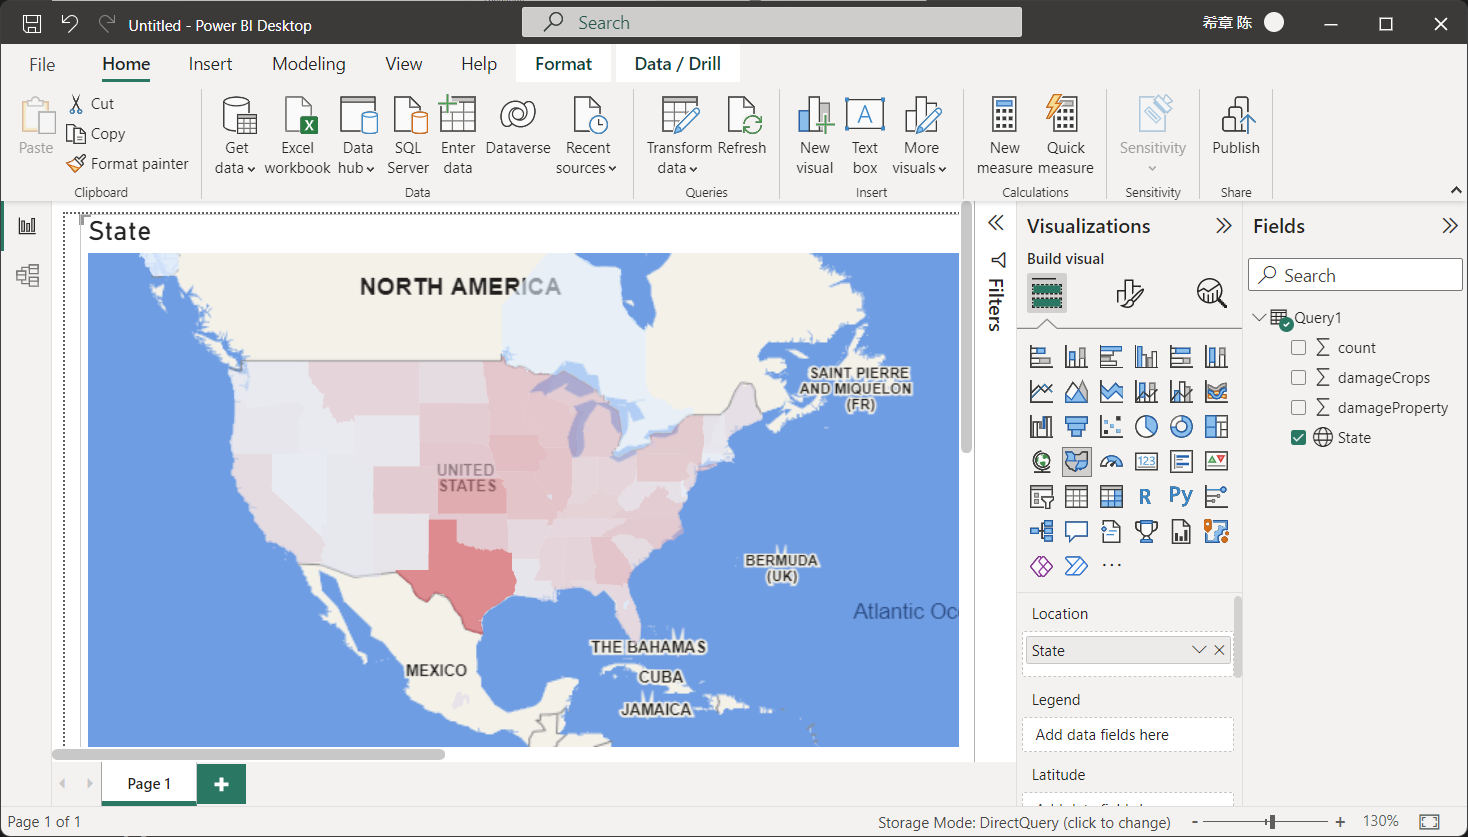 Untitled - Power BI Desktop
Search
希章 陈
File
Home
Insert
Modeling
View
Help
Format
Data / Drill
Paste
Cut
Copy
Format painter
Clipboard
Get
data
Excel
workbook
Data
hub
SQL
Server
Enter
data
Dataverse
Recent
sources
Data
Transform
data
Refresh
Queries
New
visual
Text
box
More
visuals
Insert
New
measure
Quick
measure
Calculations
Sensitivity
Sensitivity
Publish
Share
State
NORTH AMERICA
SAINT PIERRE
AND MIQUELON
(FR)
UNITED
STATES
BERMUDA
(UK)
Atlantic Oc
THE BAHAMAS
MEXICO
CUBA
JAMAICA
Filters
Visualizations
Build visual
123
R
Py
...
Location
State
Legend
Add data fields here
Latitude
Fields
Search
Query1
count
damageCrops
damageProperty
State
Page 1
Page 1 of 1
Storage Mode: DirectQuery (click to change)
- + 130%